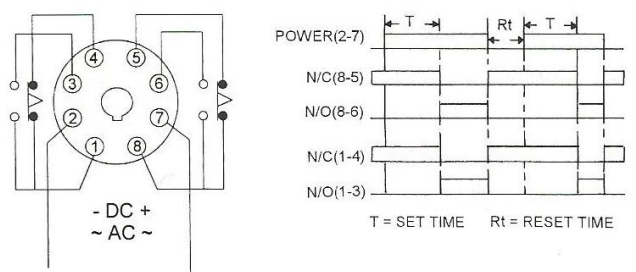 4 5
3 6
2 7
1 8
- DC +
~ AC ~
T Rt T
POWER(2-7)
N/C(8-5)
N/O(8-6)
N/C(1-4)
N/O(1-3)
T = SET TIME Rt = RESET TIME